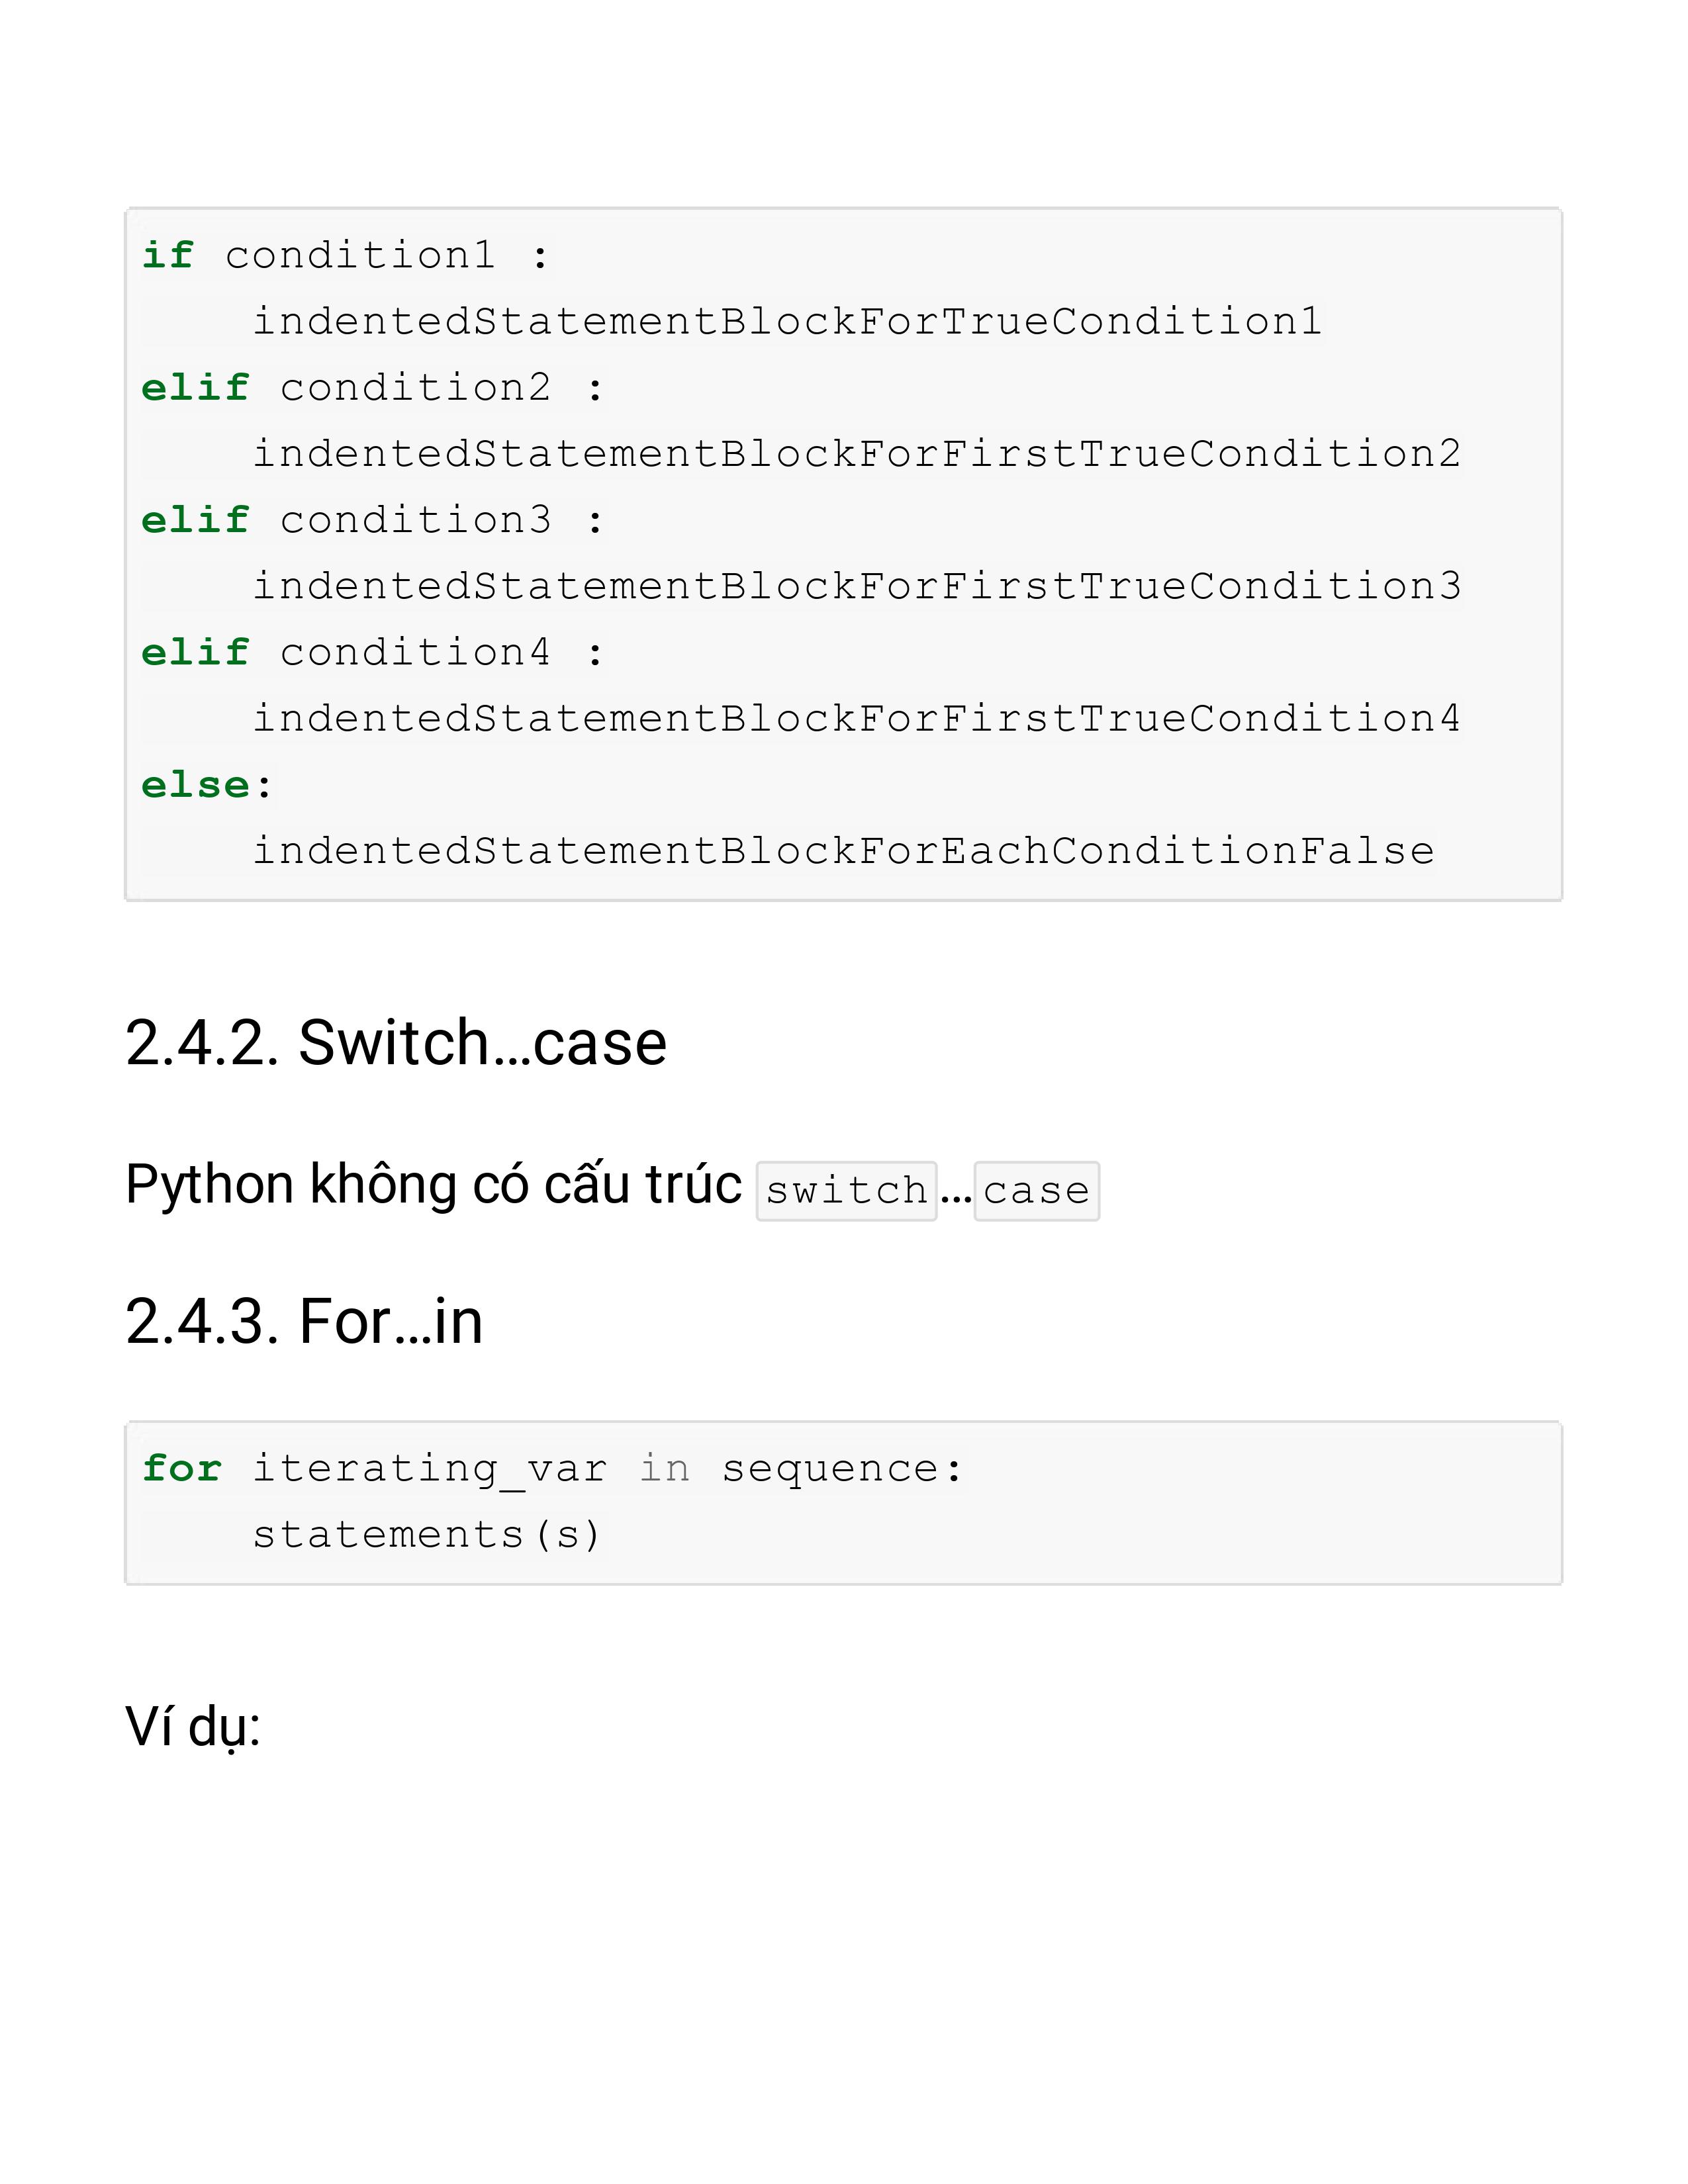 if condition1 :
    indentedStatementBlockForTrueCondition1
elif condition2 :
    indentedStatementBlockForFirstTrueCondition2
elif condition3 :
    indentedStatementBlockForFirstTrueCondition3
elif condition4 :
    indentedStatementBlockForFirstTrueCondition4
else:
    indentedStatementBlockForEachConditionFalse
2.4.2. Switch…case
Python không có cấu trúc switch…case
2.4.3. For…in
for iterating_var in sequence:
    statements(s)
Ví dụ: